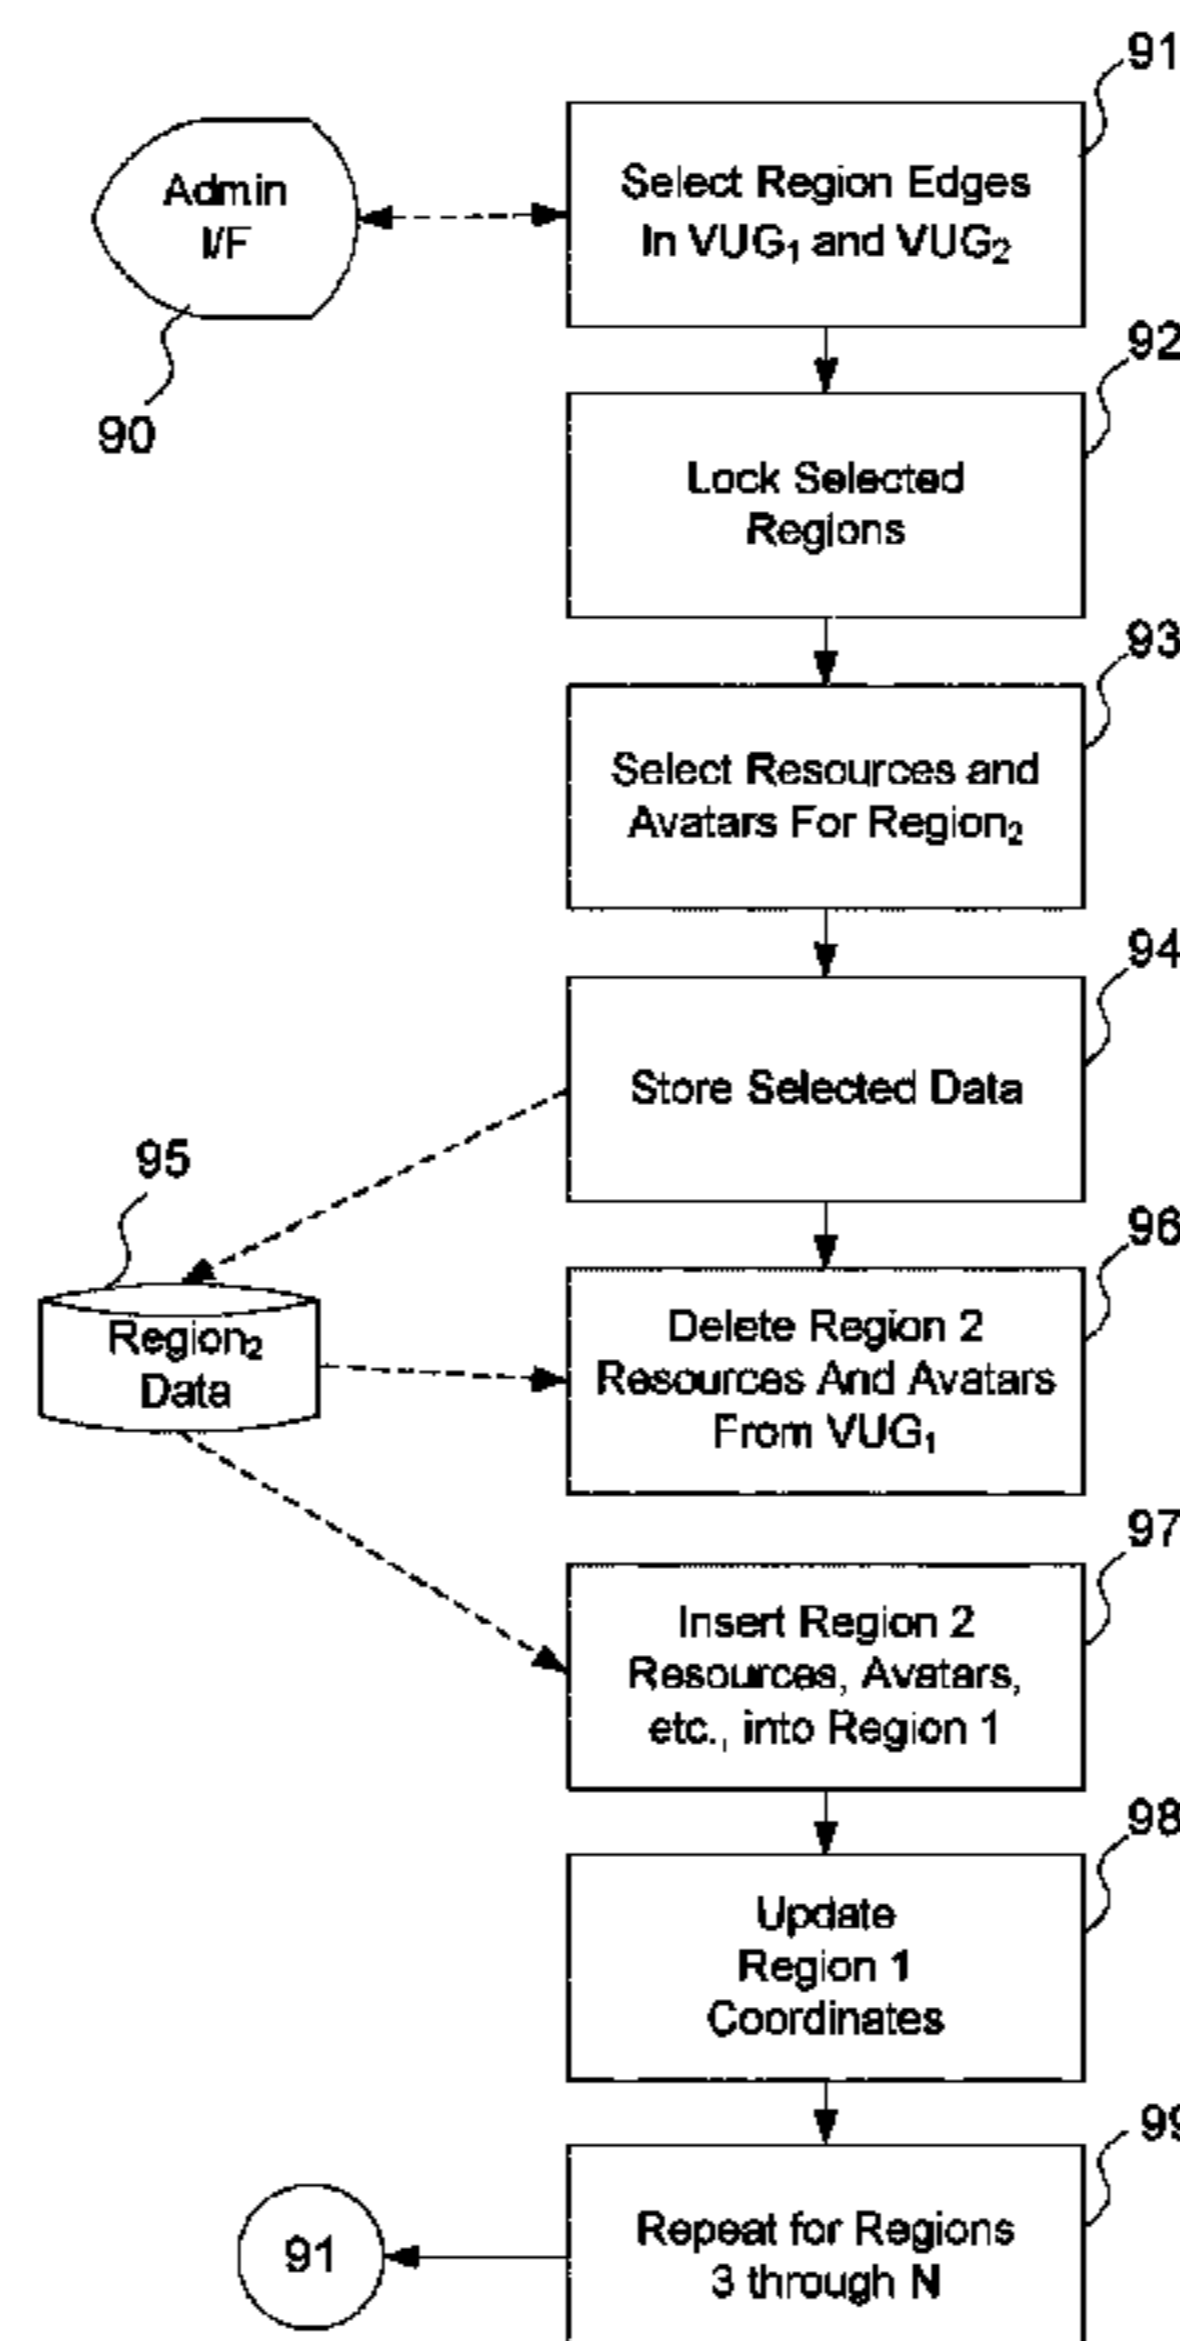 91
Admin
I/F
90
Select Region Edges
In VUG₁ and VUG₂
92
Lock Selected
Regions
93
Select Resources and
Avatars For Region₂
94
Store Selected Data
95
Region₂
Data
96
Delete Region 2
Resources And Avatars
From VUG₁
97
Insert Region 2
Resources, Avatars,
etc., into Region 1
98
Update
Region 1
Coordinates
99
Repeat for Regions
3 through N
91